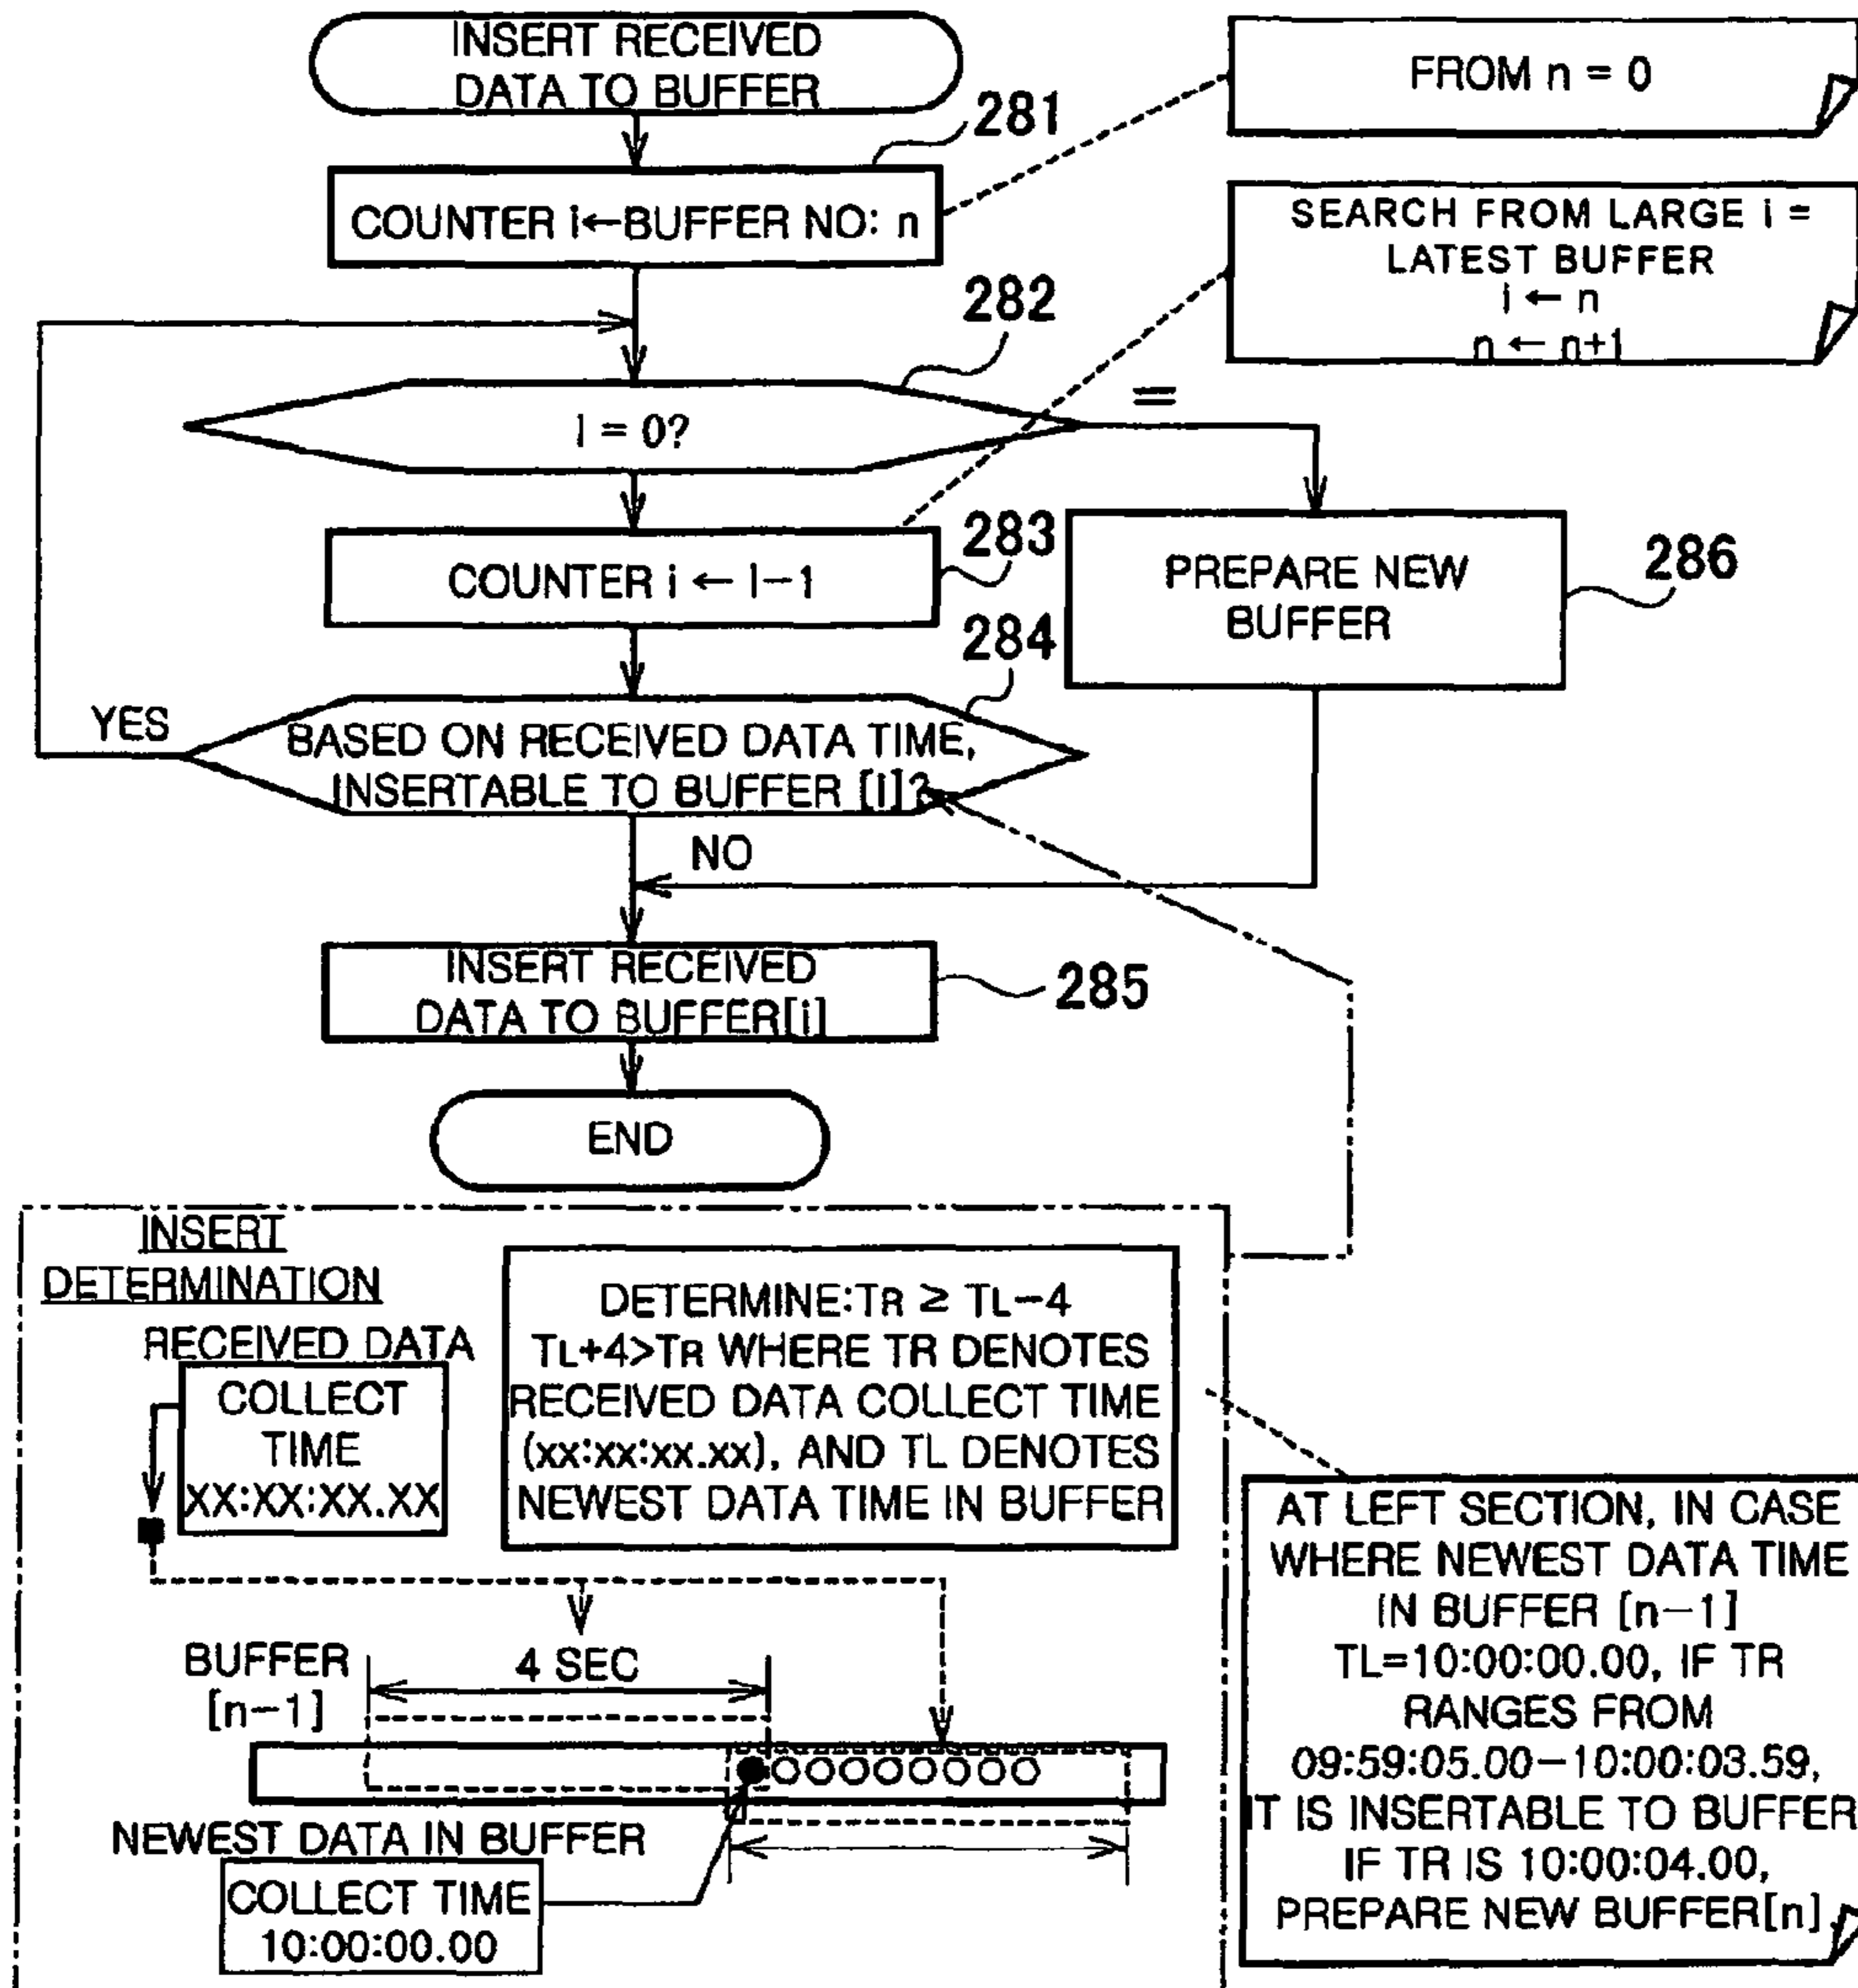 INSERT RECEIVED
DATA TO BUFFER
FROM n = 0
281
COUNTER i←BUFFER NO: n
SEARCH FROM LARGE i =
LATEST BUFFER
i ← n
n ← n+1
282
I = 0?
=
283
COUNTER i ← I−1
PREPARE NEW
BUFFER
286
284
YES
BASED ON RECEIVED DATA TIME,
INSERTABLE TO BUFFER [I]?
NO
INSERT RECEIVED
DATA TO BUFFER[i]
285
END
INSERT
DETERMINATION
RECEIVED DATA
COLLECT
TIME
XX:XX:XX.XX
DETERMINE:TR ≥ TL−4
TL+4>TR WHERE TR DENOTES
RECEIVED DATA COLLECT TIME
(xx:xx:xx.xx), AND TL DENOTES
NEWEST DATA TIME IN BUFFER
BUFFER
[n−1]
4 SEC
NEWEST DATA IN BUFFER
COLLECT TIME
10:00:00.00
AT LEFT SECTION, IN CASE
WHERE NEWEST DATA TIME
IN BUFFER [n−1]
TL=10:00:00.00, IF TR
RANGES FROM
09:59:05.00−10:00:03.59,
IT IS INSERTABLE TO BUFFER
IF TR IS 10:00:04.00,
PREPARE NEW BUFFER[n].